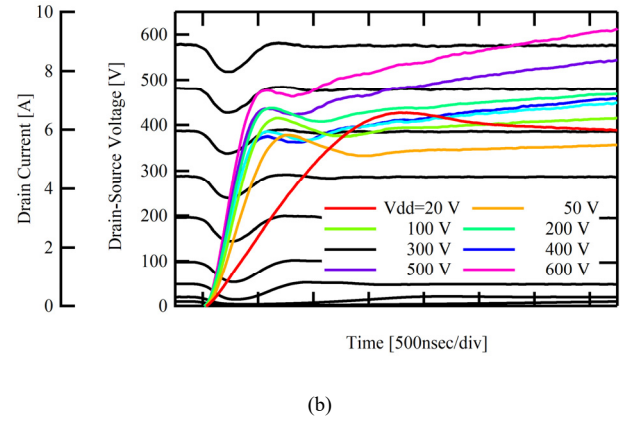 10
8
6
4
2
0
Drain Current [A]
600
500
400
300
200
100
0
Drain-Source Voltage [V]
Vdd=20 V 50 V
100 V 200 V
300 V 400 V
500 V 600 V
Time [500nsec/div]
(b)